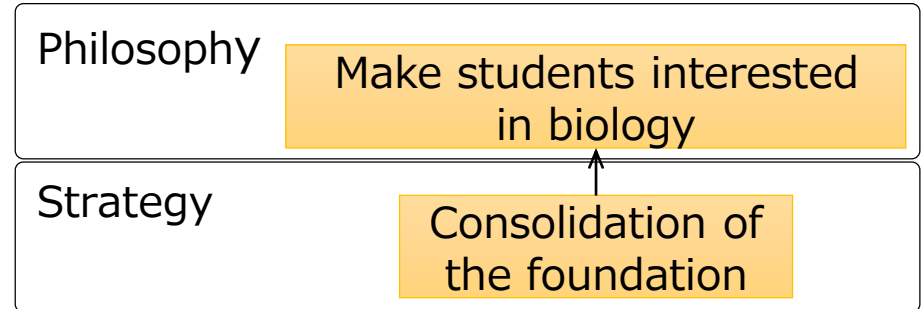 Philosophy
Make students interested
in biology
Strategy
Consolidation of
the foundation